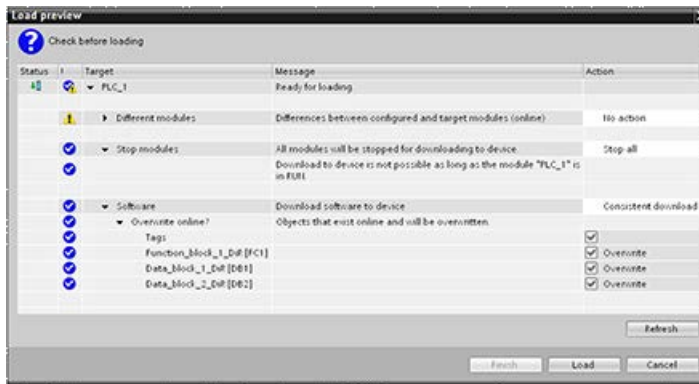 Load preview
Check before loading
Status ! Target Message Action
PLC_1 Ready for loading
Different modules Differences between configured and target modules (online) No action
Stop modules All modules will be stopped for downloading to device. Stop all
Download to device is not possible as long as the module "PLC_1" is
in RUN.
Software Download software to device Consistent download
Overwrite online? Objects that exist online and will be overwritten.
Tags
Function_block_1_Diff [FC1] Overwrite
Data_block_1_Diff [DB1] Overwrite
Data_block_2_Diff [DB2] Overwrite
Refresh
Finish Load Cancel